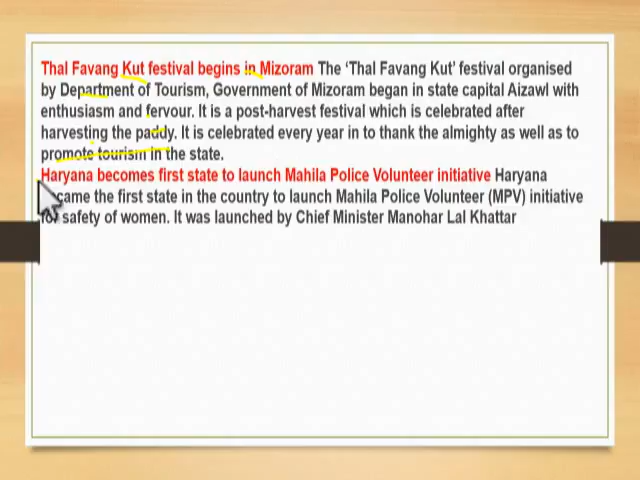 Thal Favang Kut festival begins in Mizoram The ‘Thal Favang Kut’ festival organised
by Department of Tourism, Government of Mizoram began in state capital Aizawl with
enthusiasm and fervour. It is a post-harvest festival which is celebrated after
harvesting the paddy. It is celebrated every year in to thank the almighty as well as to
promote tourism in the state.
Haryana becomes first state to launch Mahila Police Volunteer initiative Haryana
came the first state in the country to launch Mahila Police Volunteer (MPV) initiative
for safety of women. It was launched by Chief Minister Manohar Lal Khattar